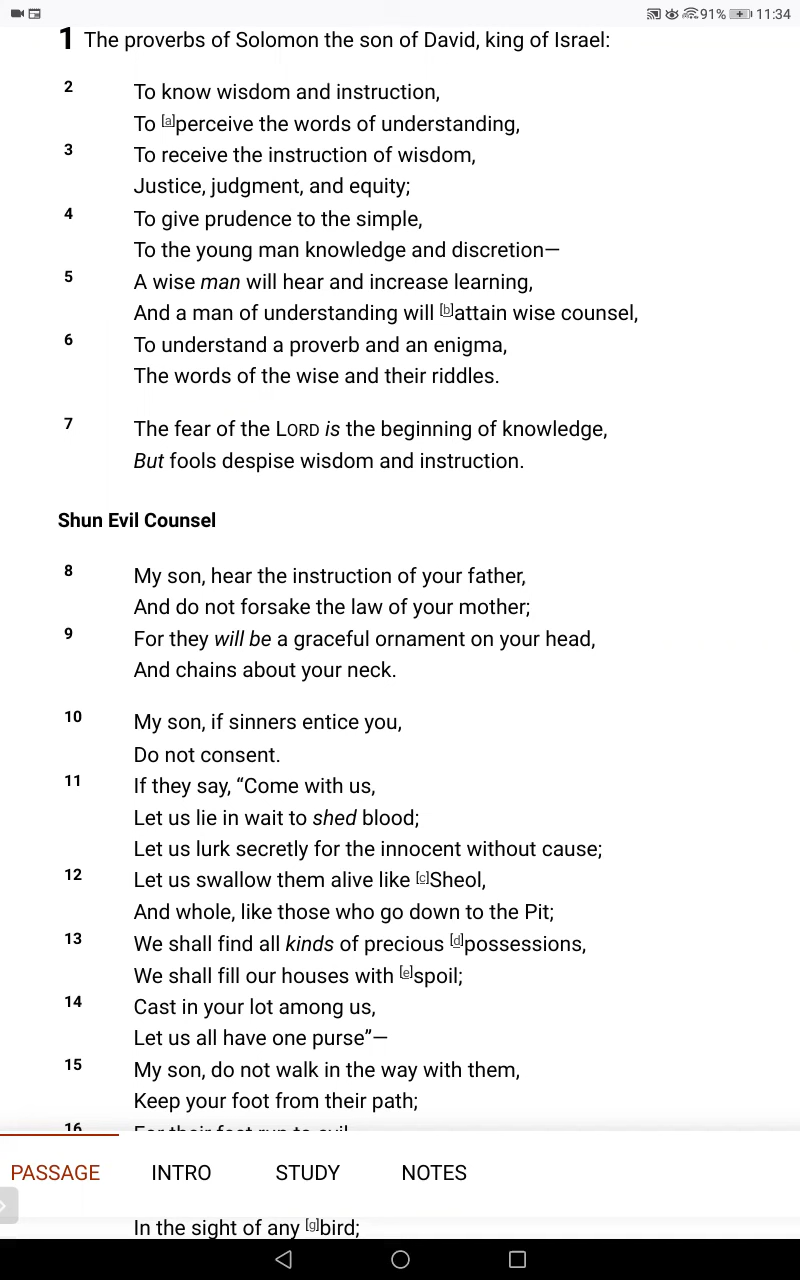 91% 11:34
1 The proverbs of Solomon the son of David, king of Israel:
2 To know wisdom and instruction,
To [a]perceive the words of understanding,
3 To receive the instruction of wisdom,
Justice, judgment, and equity;
4 To give prudence to the simple,
To the young man knowledge and discretion—
5 A wise man will hear and increase learning,
And a man of understanding will [b]attain wise counsel,
6 To understand a proverb and an enigma,
The words of the wise and their riddles.
7 The fear of the LORD is the beginning of knowledge,
But fools despise wisdom and instruction.
Shun Evil Counsel
8 My son, hear the instruction of your father,
And do not forsake the law of your mother;
9 For they will be a graceful ornament on your head,
And chains about your neck.
10 My son, if sinners entice you,
Do not consent.
11 If they say, “Come with us,
Let us lie in wait to shed blood;
Let us lurk secretly for the innocent without cause;
12 Let us swallow them alive like [c]Sheol,
And whole, like those who go down to the Pit;
13 We shall find all kinds of precious [d]possessions,
We shall fill our houses with [e]spoil;
14 Cast in your lot among us,
Let us all have one purse”—
15 My son, do not walk in the way with them,
Keep your foot from their path;
16 For their feet run to evil
PASSAGE INTRO STUDY NOTES
In the sight of any [g]bird;